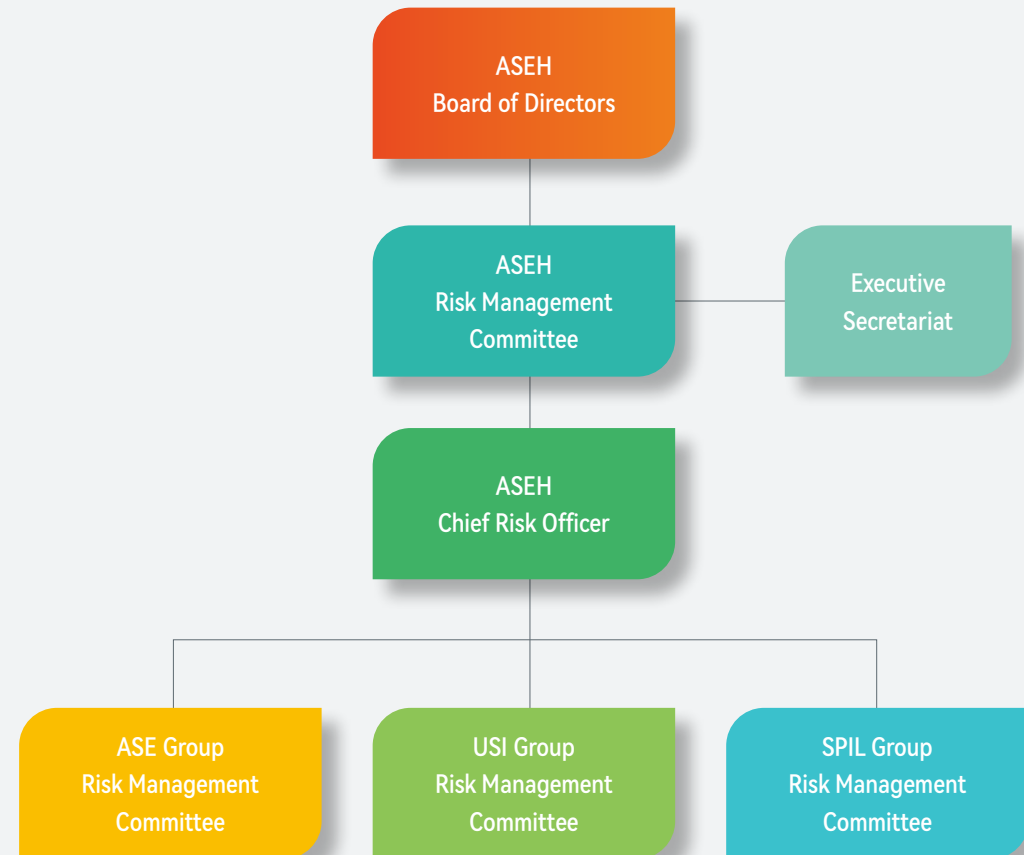 ASEH
Board of Directors
ASEH
Risk Management
Committee
Executive
Secretariat
ASEH
Chief Risk Officer
ASE Group
Risk Management
Committee
USI Group
Risk Management
Committee
SPIL Group
Risk Management
Committee